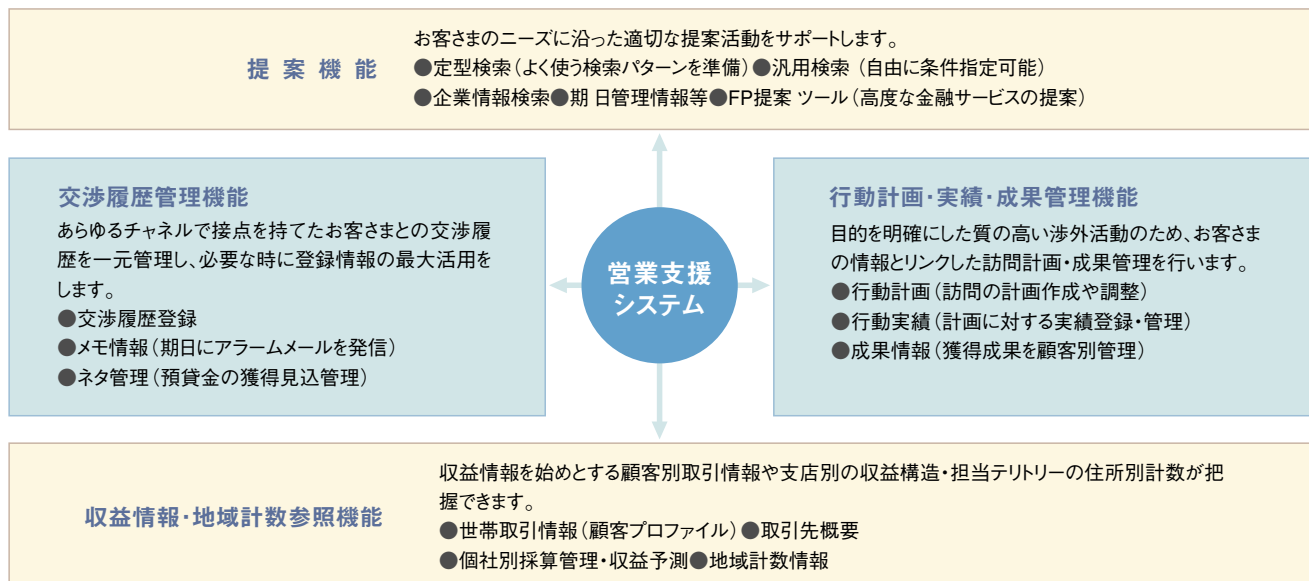 提案機能
お客さまのニーズに沿った適切な提案活動をサポートします。
●定型検索（よく使う検索パターンを準備）●汎用検索（自由に条件指定可能）
●企業情報検索●期日管理情報等●FP提案 ツール（高度な金融サービスの提案）
交渉履歴管理機能
あらゆるチャネルで接点を持てたお客さまとの交渉履
歴を一元管理し、必要な時に登録情報の最大活用を
します。
●交渉履歴登録
●メモ情報（期日にアラームメールを発信）
●ネタ管理（預貸金の獲得見込管理）
営業支援
システム
行動計画・実績・成果管理機能
目的を明確にした質の高い渉外活動のため、お客さま
の情報とリンクした訪問計画・成果管理を行います。
●行動計画（訪問の計画作成や調整）
●行動実績（計画に対する実績登録・管理）
●成果情報（獲得成果を顧客別管理）
収益情報・地域計数参照機能
収益情報を始めとする顧客別取引情報や支店別の収益構造・担当テリトリーの住所別計数が把
握できます。
●世帯取引情報（顧客プロファイル）●取引先概要
●個社別採算管理・収益予測●地域計数情報